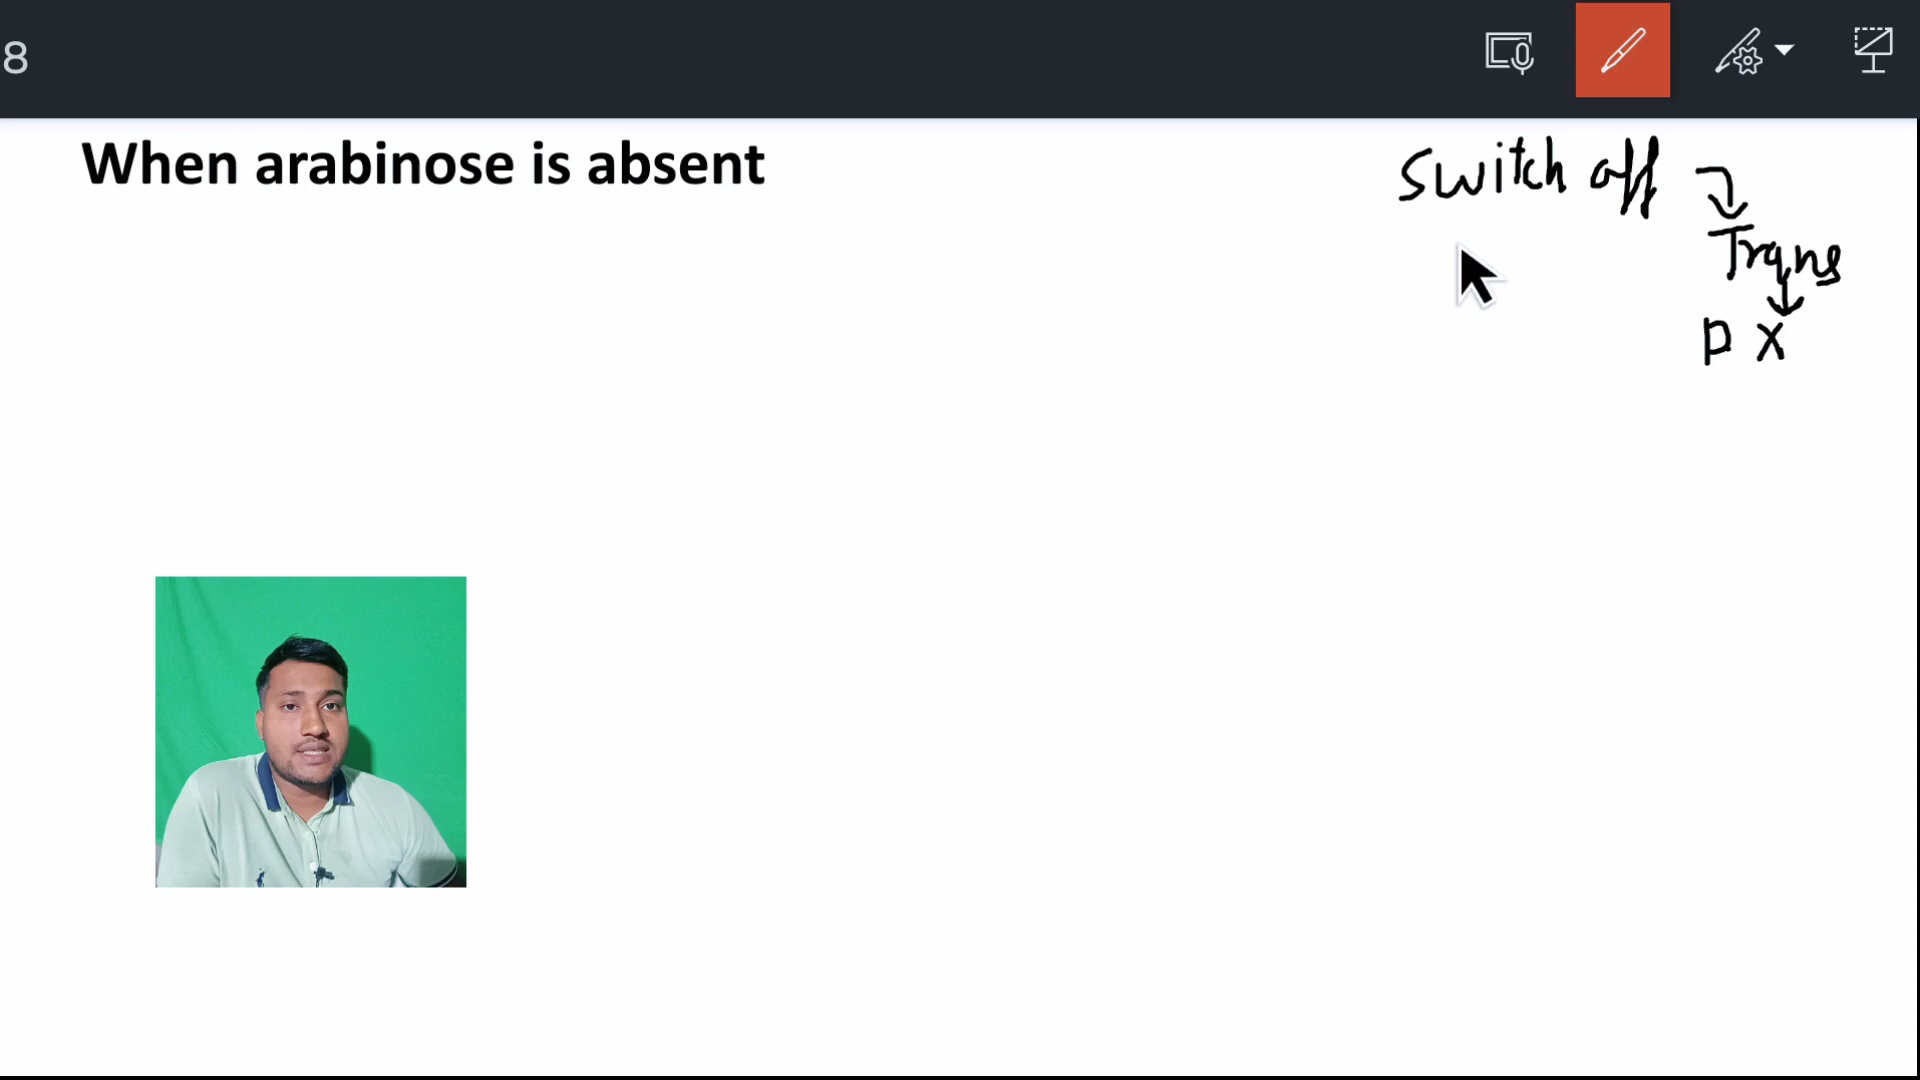 8
When arabinose is absent
Switch off
Trans
P X